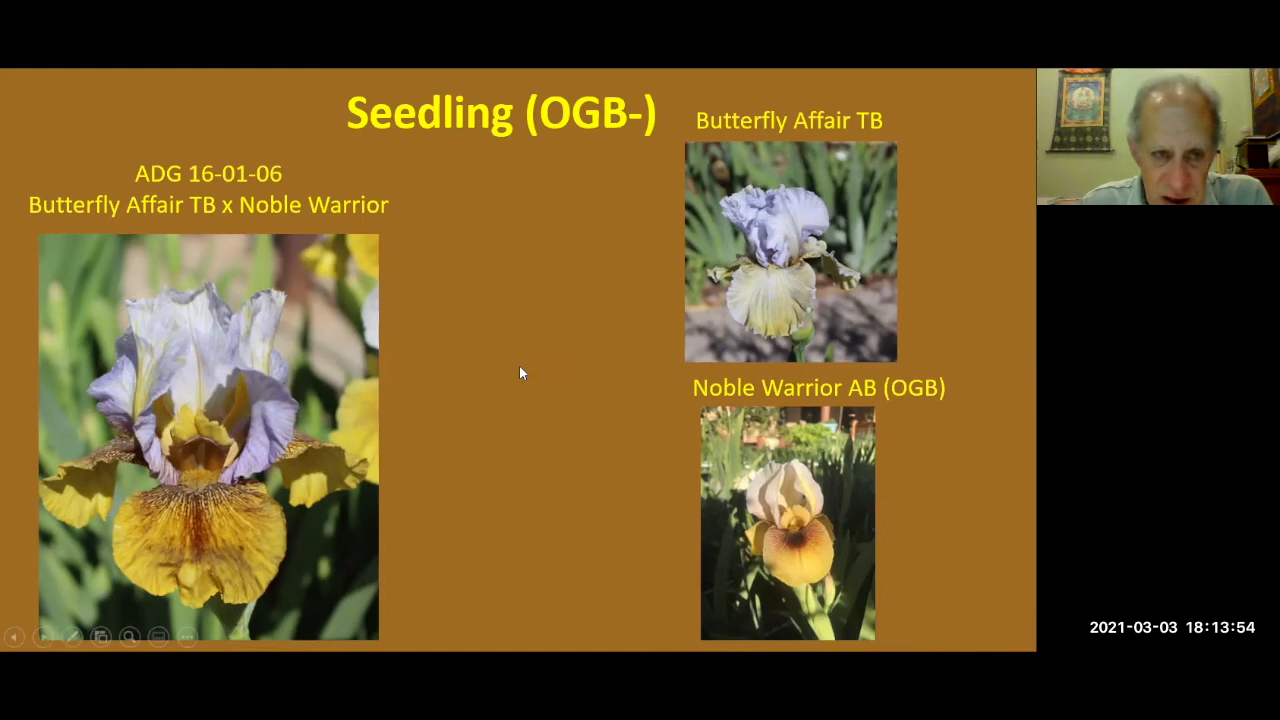 Seedling (OGB-)
ADG 16-01-06
Butterfly Affair TB x Noble Warrior
Butterfly Affair TB
Noble Warrior AB (OGB)
2021-03-03 18:13:54